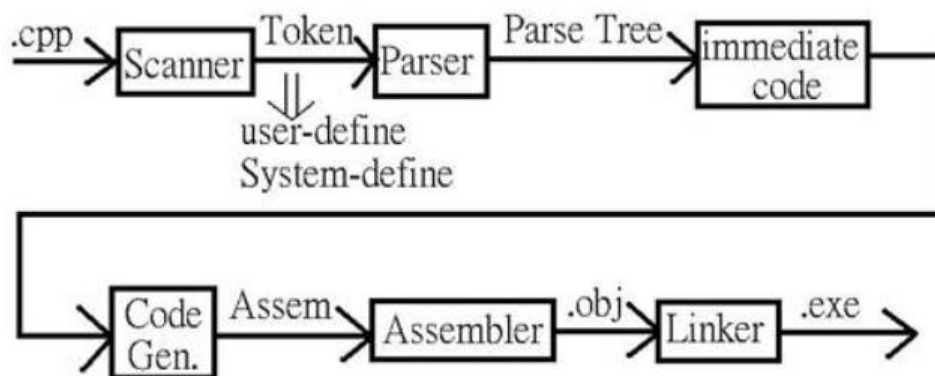 .cpp
Scanner
Token
Parser
Parse Tree
immediate
code
user-define
System-define
Code
Gen.
Assem
Assembler
.obj
Linker
.exe